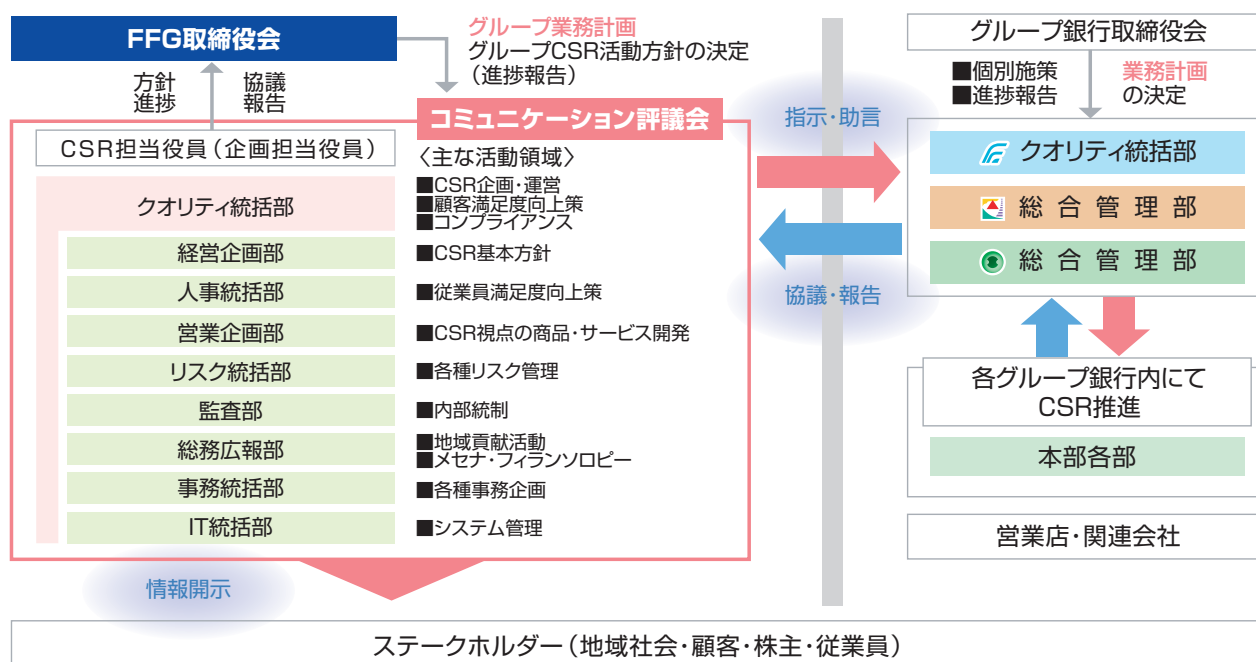 FFG取締役会
グループ業務計画
グループCSR活動方針の決定
(進捗報告)
方針
進捗
協議
報告
コミュニケーション評議会
CSR担当役員(企画担当役員)
〈主な活動領域〉
クオリティ統括部
■CSR企画・運営
■顧客満足度向上策
■コンプライアンス
経営企画部
■CSR基本方針
人事統括部
■従業員満足度向上策
営業企画部
■CSR視点の商品・サービス開発
リスク統括部
■各種リスク管理
監査部
■内部統制
総務広報部
■地域貢献活動
■メセナ・フィランソロピー
事務統括部
■各種事務企画
IT統括部
■システム管理
情報開示
指示・助言
協議・報告
グループ銀行取締役会
■個別施策
■進捗報告
業務計画
の決定
クオリティ統括部
総合管理部
総合管理部
各グループ銀行内にて
CSR推進
本部各部
営業店・関連会社
ステークホルダー(地域社会・顧客・株主・従業員)